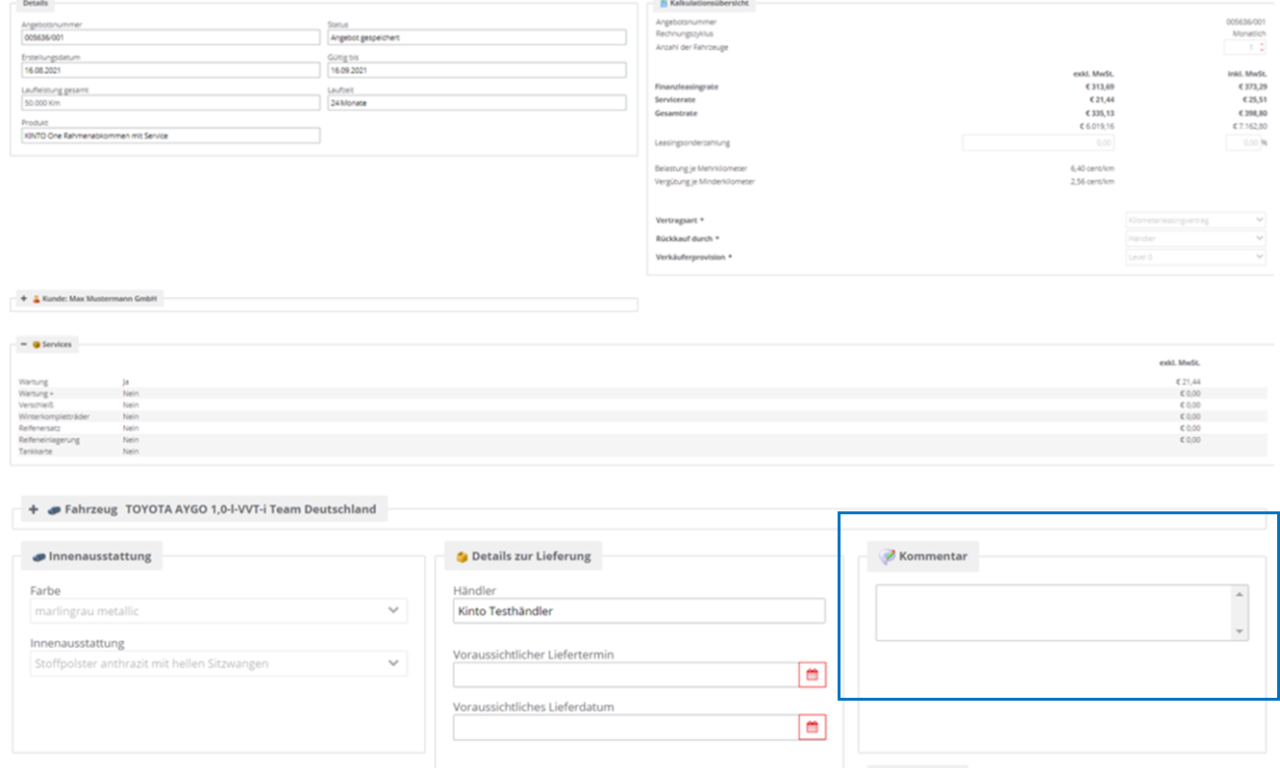 Details
Angebotsnummer Status
005636/001 Angebot gespeichert
Erstellungsdatum Gültig bis
16.08.2021 16.09.2021
Laufleistung gesamt Laufzeit
50.000 Km 24 Monate
Produkt
KINTO One Rahmenabkommen mit Service
Kalkulationsübersicht
Angebotsnummer 005636/001
Rechnungszyklus Monatlich
Anzahl der Fahrzeuge 1
exkl. MwSt. inkl. MwSt.
Finanzleasingrate € 313,69 € 373,29
Servicerate € 21,44 € 25,51
Gesamtrate € 335,13 € 398,80
€ 6.019,16 € 7.162,80
Leasingsonderzahlung 0,00 0,00 %
Belastung je Mehrkilometer 6,40 cent/km
Vergütung je Minderkilometer 2,56 cent/km
Vertragsart * Kilometerleasingvertrag
Rückkauf durch * Händler
Verkäuferprovision * Level 0
+ Kunde: Max Mustermann GmbH
− Services
exkl. MwSt.
Wartung Ja € 21,44
Wartung + Nein € 0,00
Verschleiß Nein € 0,00
Winterkompletträder Nein € 0,00
Reifenersatz Nein € 0,00
Reifeneinlagerung Nein € 0,00
Tankkarte Nein
+ Fahrzeug TOYOTA AYGO 1,0-l-VVT-i Team Deutschland
Innenausstattung
Farbe
marlingrau metallic
Innenausstattung
Stoffpolster anthrazit mit hellen Sitzwangen
Details zur Lieferung
Händler
Kinto Testhändler
Voraussichtlicher Liefertermin
Voraussichtliches Lieferdatum
Kommentar